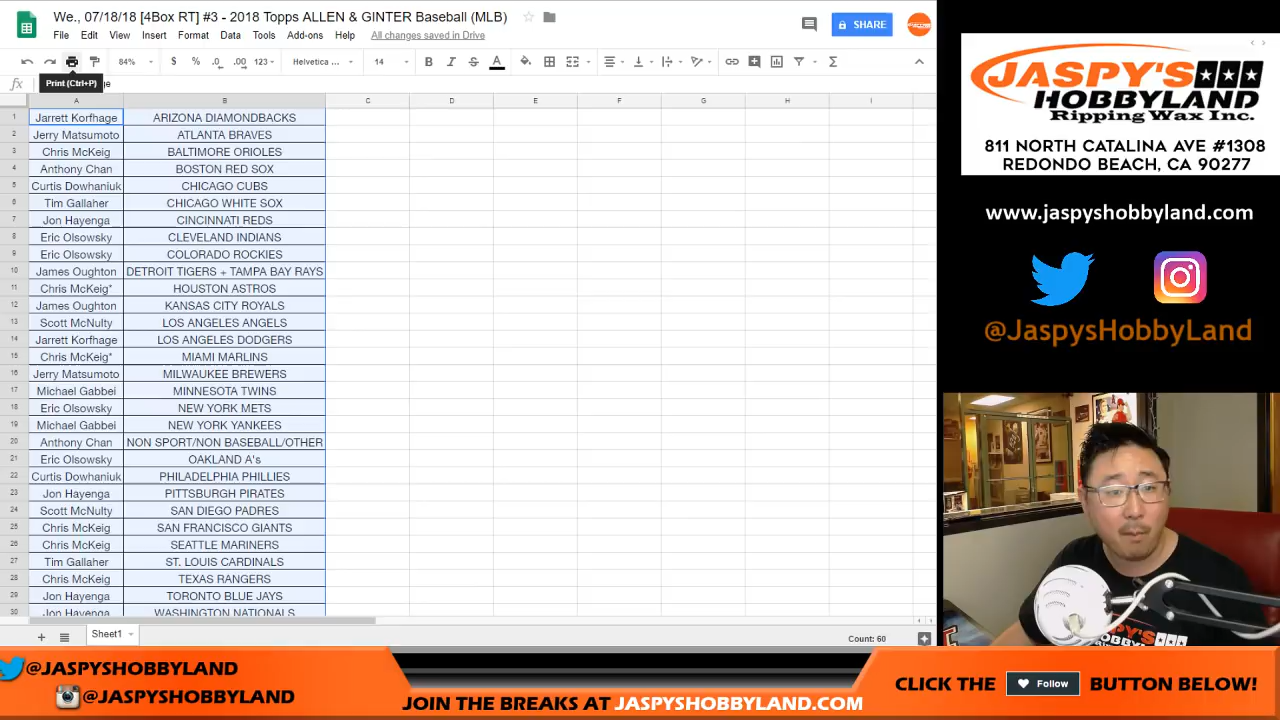 We., 07/18/18 [4Box RT] #3 - 2018 Topps ALLEN & GINTER Baseball (MLB)
File Edit View Insert Format Data Tools Add-ons Help All changes saved in Drive
SHARE
84% $ % .0 .00 123 Helvetica ... 14 B I S A
Print (Ctrl+P)
fx
A B C D E F G H I
1 Jarrett Korfhage ARIZONA DIAMONDBACKS
2 Jerry Matsumoto ATLANTA BRAVES
3 Chris McKeig BALTIMORE ORIOLES
4 Anthony Chan BOSTON RED SOX
5 Curtis Dowhaniuk CHICAGO CUBS
6 Tim Gallaher CHICAGO WHITE SOX
7 Jon Hayenga CINCINNATI REDS
8 Eric Olsowsky CLEVELAND INDIANS
9 Eric Olsowsky COLORADO ROCKIES
10 James Oughton DETROIT TIGERS + TAMPA BAY RAYS
11 Chris McKeig* HOUSTON ASTROS
12 James Oughton KANSAS CITY ROYALS
13 Scott McNulty LOS ANGELES ANGELS
14 Jarrett Korfhage LOS ANGELES DODGERS
15 Chris McKeig* MIAMI MARLINS
16 Jerry Matsumoto MILWAUKEE BREWERS
17 Michael Gabbei MINNESOTA TWINS
18 Eric Olsowsky NEW YORK METS
19 Michael Gabbei NEW YORK YANKEES
20 Anthony Chan NON SPORT/NON BASEBALL/OTHER
21 Eric Olsowsky OAKLAND A's
22 Curtis Dowhaniuk PHILADELPHIA PHILLIES
23 Jon Hayenga PITTSBURGH PIRATES
24 Scott McNulty SAN DIEGO PADRES
25 Chris McKeig SAN FRANCISCO GIANTS
26 Chris McKeig SEATTLE MARINERS
27 Tim Gallaher ST. LOUIS CARDINALS
28 Chris McKeig TEXAS RANGERS
29 Jon Hayenga TORONTO BLUE JAYS
30 Jon Hayenga WASHINGTON NATIONALS
Sheet1
Count: 60
JASPY'S
HOBBYLAND
Ripping Wax Inc.
811 NORTH CATALINA AVE #1308
REDONDO BEACH, CA 90277
www.jaspyshobbyland.com
@JaspysHobbyLand
JASPY'S
HOBBYLAND
@JASPYSHOBBYLAND
@JASPYSHOBBYLAND
JOIN THE BREAKS AT JASPYSHOBBYLAND.COM
CLICK THE Follow BUTTON BELOW!